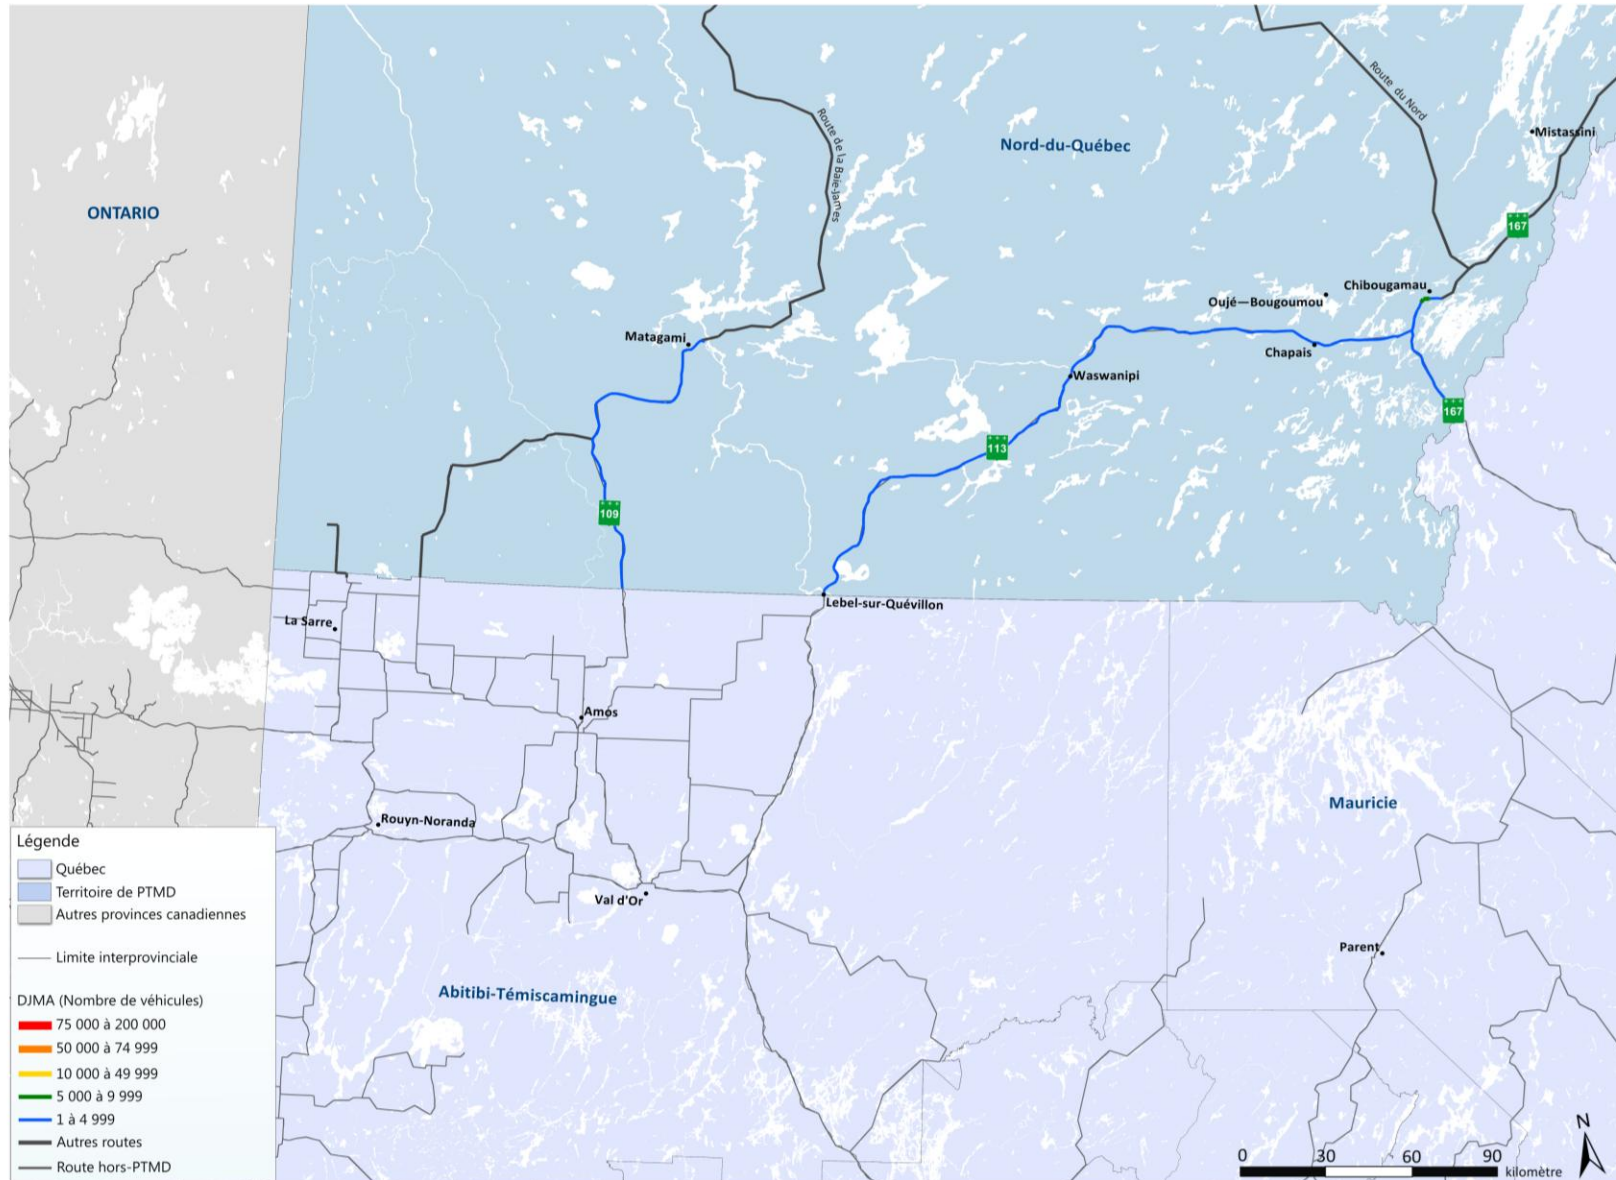 Route du Nord
Route de la Baie-James
Nord-du-Québec
Mistassini
ONTARIO
167
Chibougamau
Oujé—Bougoumou
Matagami
Chapais
Waswanipi
167
113
109
Lebel-sur-Quévillon
La Sarre
Amos
Mauricie
Rouyn-Noranda
Val d'Or
Parent
Abitibi-Témiscamingue
Légende
Québec
Territoire de PTMD
Autres provinces canadiennes
Limite interprovinciale
DJMA (Nombre de véhicules)
75 000 à 200 000
50 000 à 74 999
10 000 à 49 999
5 000 à 9 999
1 à 4 999
Autres routes
Route hors-PTMD
N
0 30 60 90
kilomètre